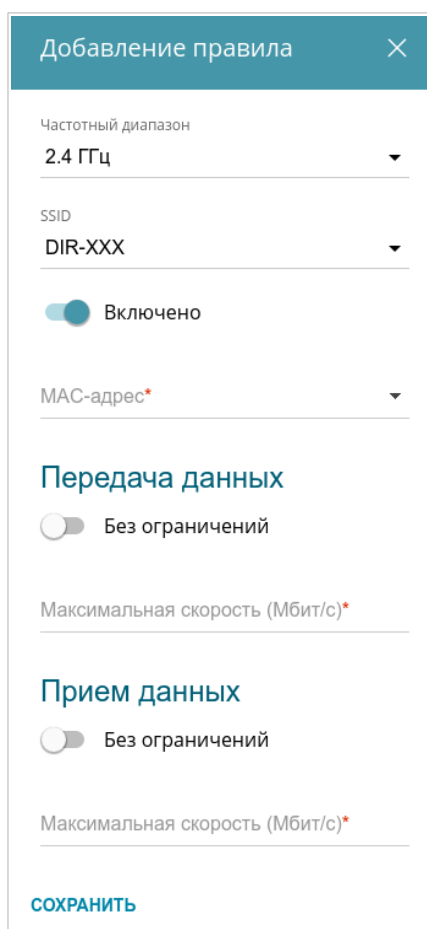 Добавление правила
Частотный диапазон
2.4 ГГц
SSID
DIR-XXX
Включено
MAC-адрес*
Передача данных
Без ограничений
Максимальная скорость (Мбит/с)*
Прием данных
Без ограничений
Максимальная скорость (Мбит/с)*
СОХРАНИТЬ